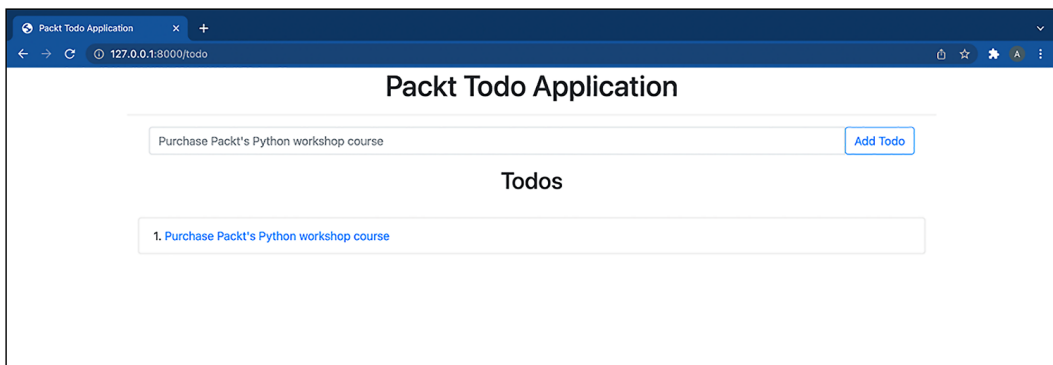 Packt Todo Application
127.0.0.1:8000/todo
A
Packt Todo Application
Purchase Packt's Python workshop course
Add Todo
Todos
1. Purchase Packt's Python workshop course